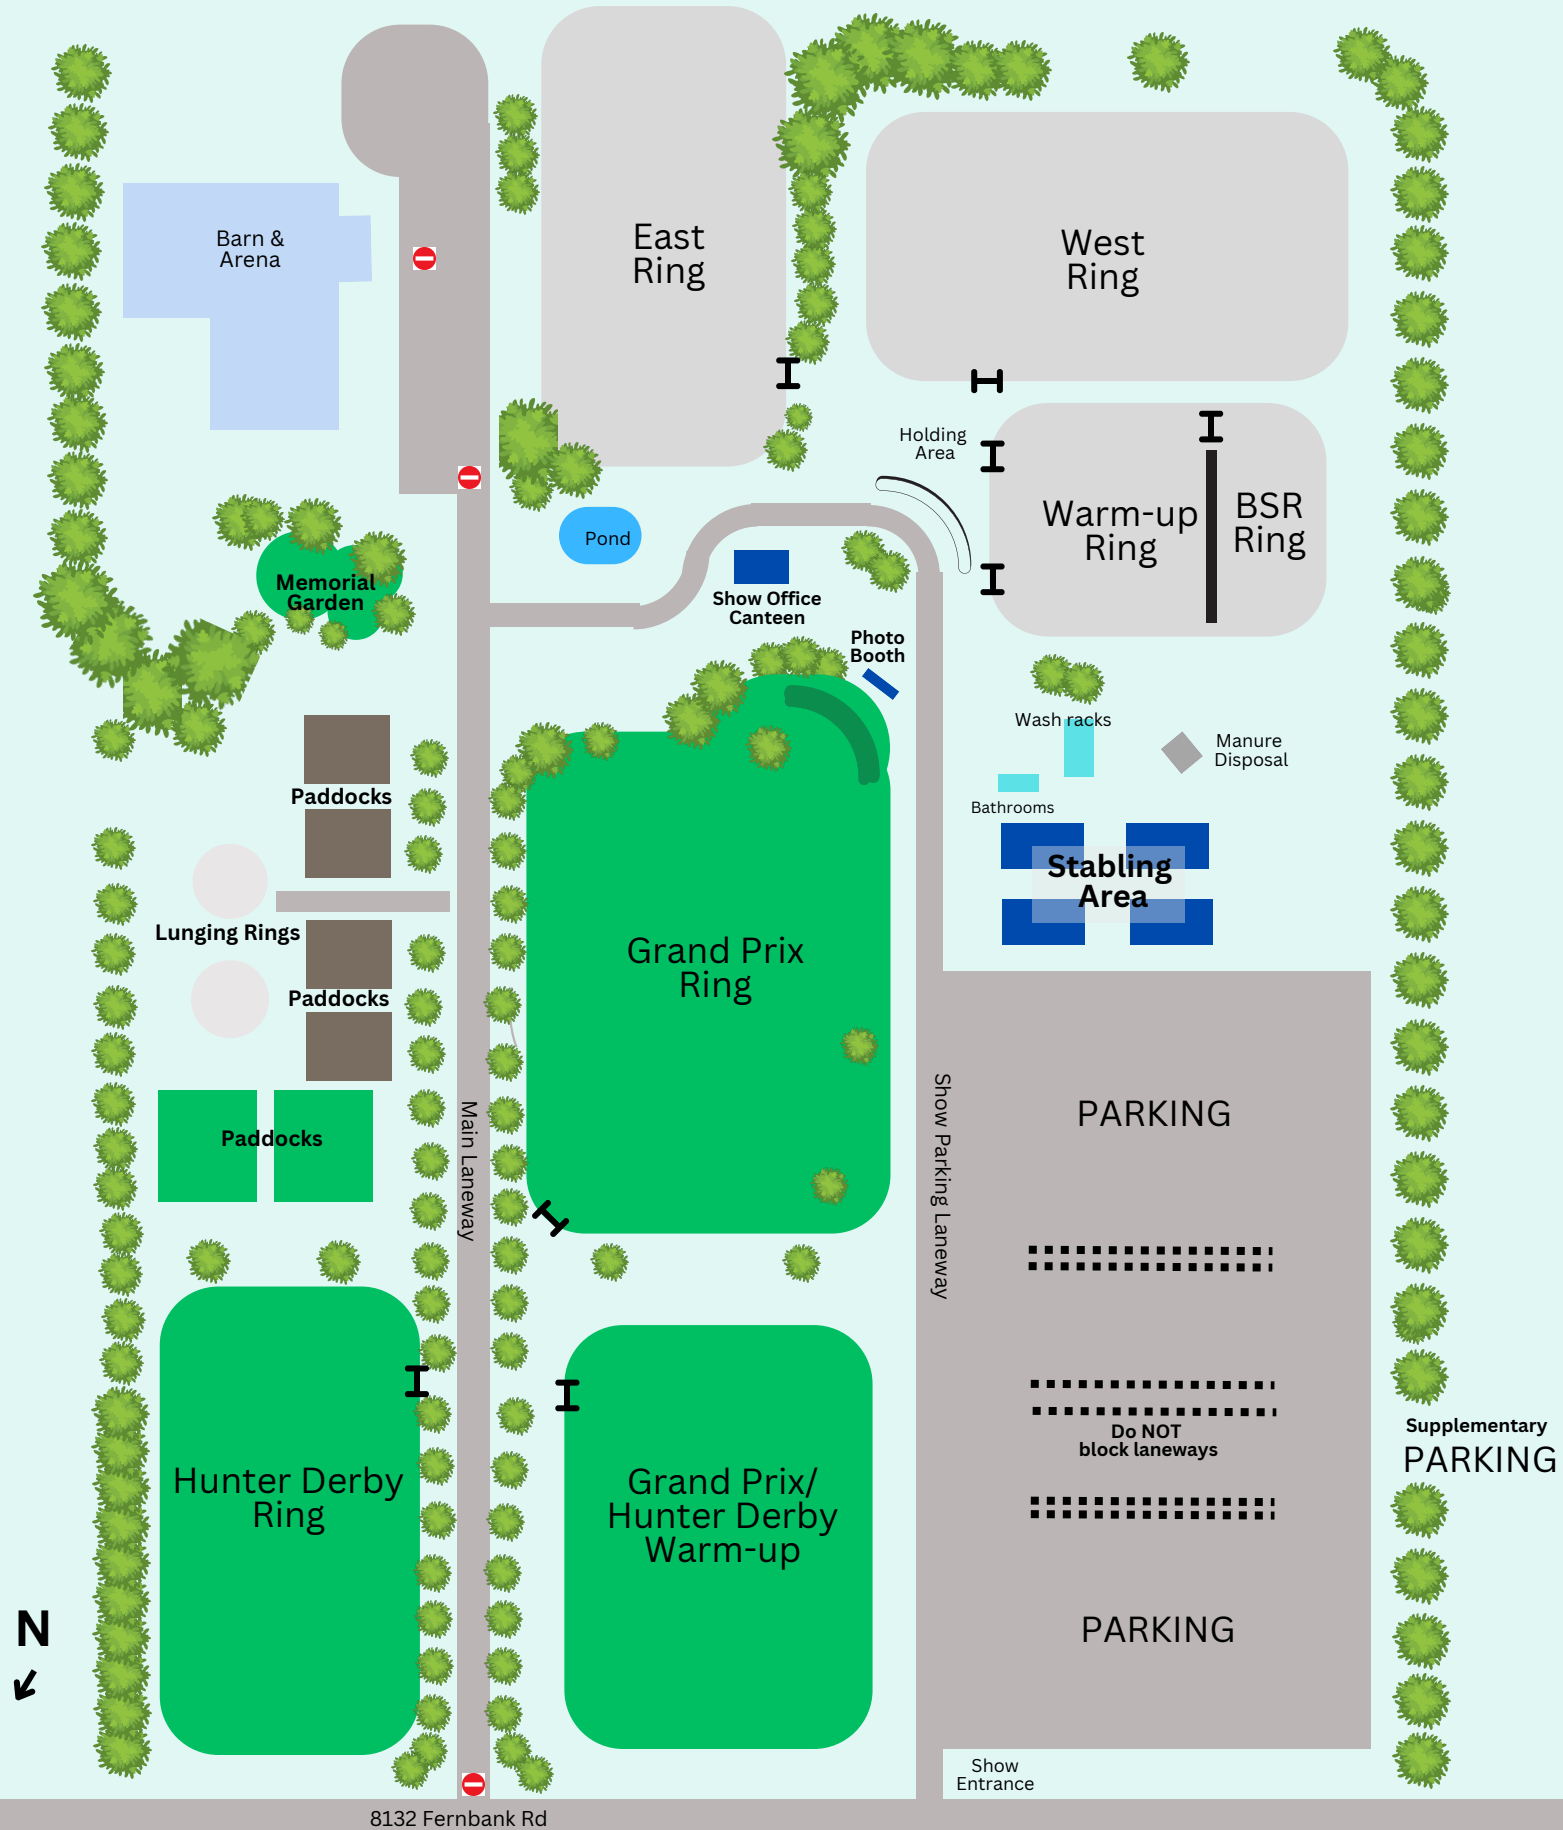 East
Ring
West
Ring
Barn &
Arena
Holding
Area
Warm-up
Ring
BSR
Ring
Pond
Memorial
Garden
Show Office
Canteen
Photo
Booth
Wash racks
Manure
Disposal
Bathrooms
Paddocks
Stabling
Area
Lunging Rings
Paddocks
Grand Prix
Ring
Paddocks
Main Laneway
Show Parking Laneway
PARKING
Do NOT
block laneways
Supplementary
PARKING
Hunter Derby
Ring
Grand Prix/
Hunter Derby
Warm-up
PARKING
N
Show
Entrance
8132 Fernbank Rd